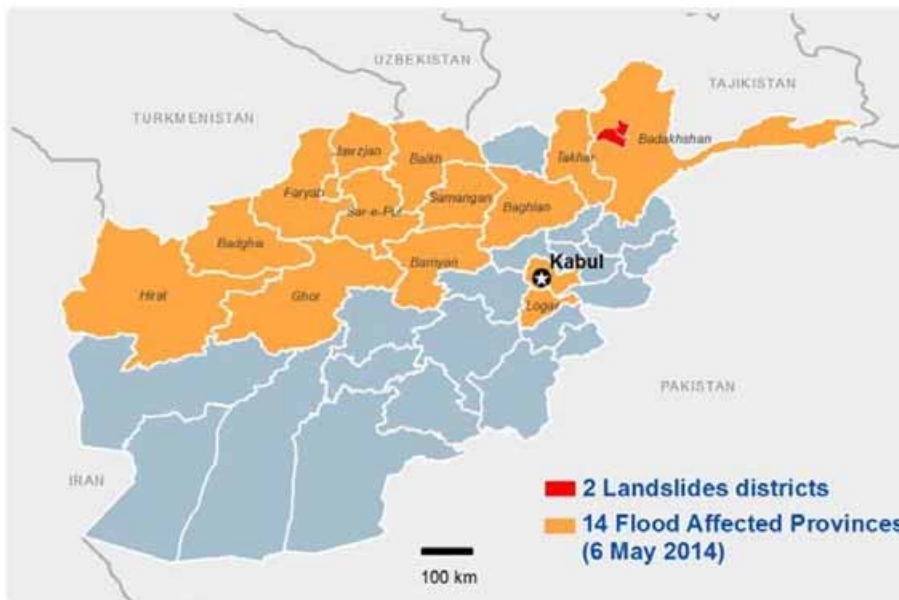 UZBEKISTAN
TAJIKISTAN
TURKMENISTAN
Jawzjan
Balkh
Badakhshan
Takhar
Faryab
Samangan
Sar-e-Pul
Baghlan
Badghis
Bamyan
Kabul
Hirat
Ghor
Logar
PAKISTAN
IRAN
2 Landslides districts
14 Flood Affected Provinces
(6 May 2014)
100 km